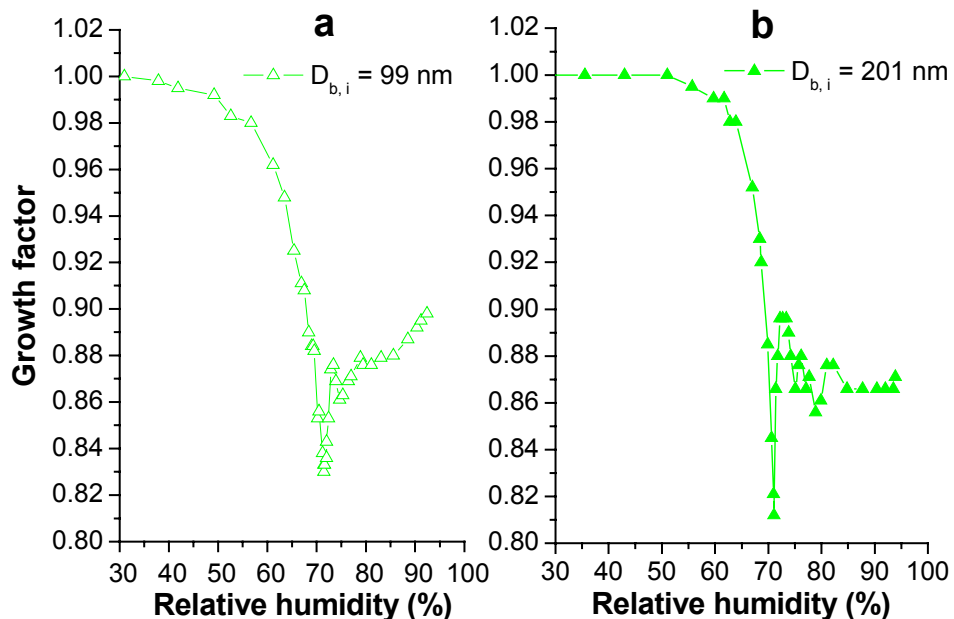 a
D b, i = 99 nm
1.02
1.00
0.98
0.96
0.94
0.92
0.90
0.88
0.86
0.84
0.82
0.80
30 40 50 60 70 80 90 100
Growth factor
Relative humidity (%)
b
D b, i = 201 nm
1.02
1.00
0.98
0.96
0.94
0.92
0.90
0.88
0.86
0.84
0.82
0.80
30 40 50 60 70 80 90 100
Relative humidity (%)